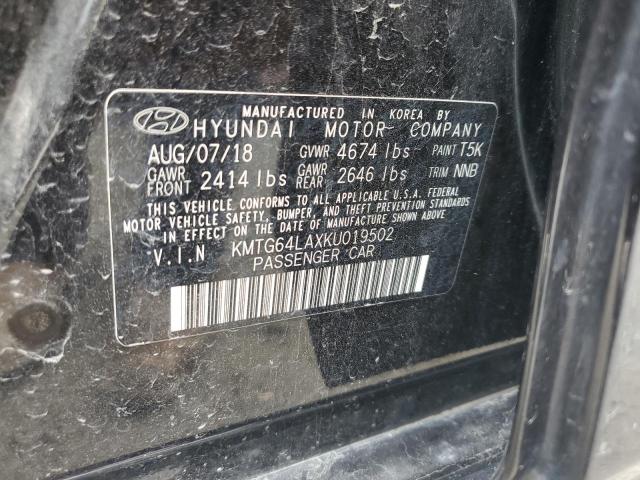 MANUFACTURED IN KOREA BY
HYUNDAI MOTOR COMPANY
AUG/07/18 GVWR 4674 lbs PAINT T5K
GAWR FRONT 2414 lbs GAWR REAR 2646 lbs TRIM NNB
THIS VEHICLE CONFORMS TO ALL APPLICABLE U.S.A. FEDERAL
MOTOR VEHICLE SAFETY, BUMPER, AND THEFT PREVENTION STANDARDS
IN EFFECT ON THE DATE OF MANUFACTURE SHOWN ABOVE.
V.I.N KMTG64LAXKU019502
PASSENGER CAR